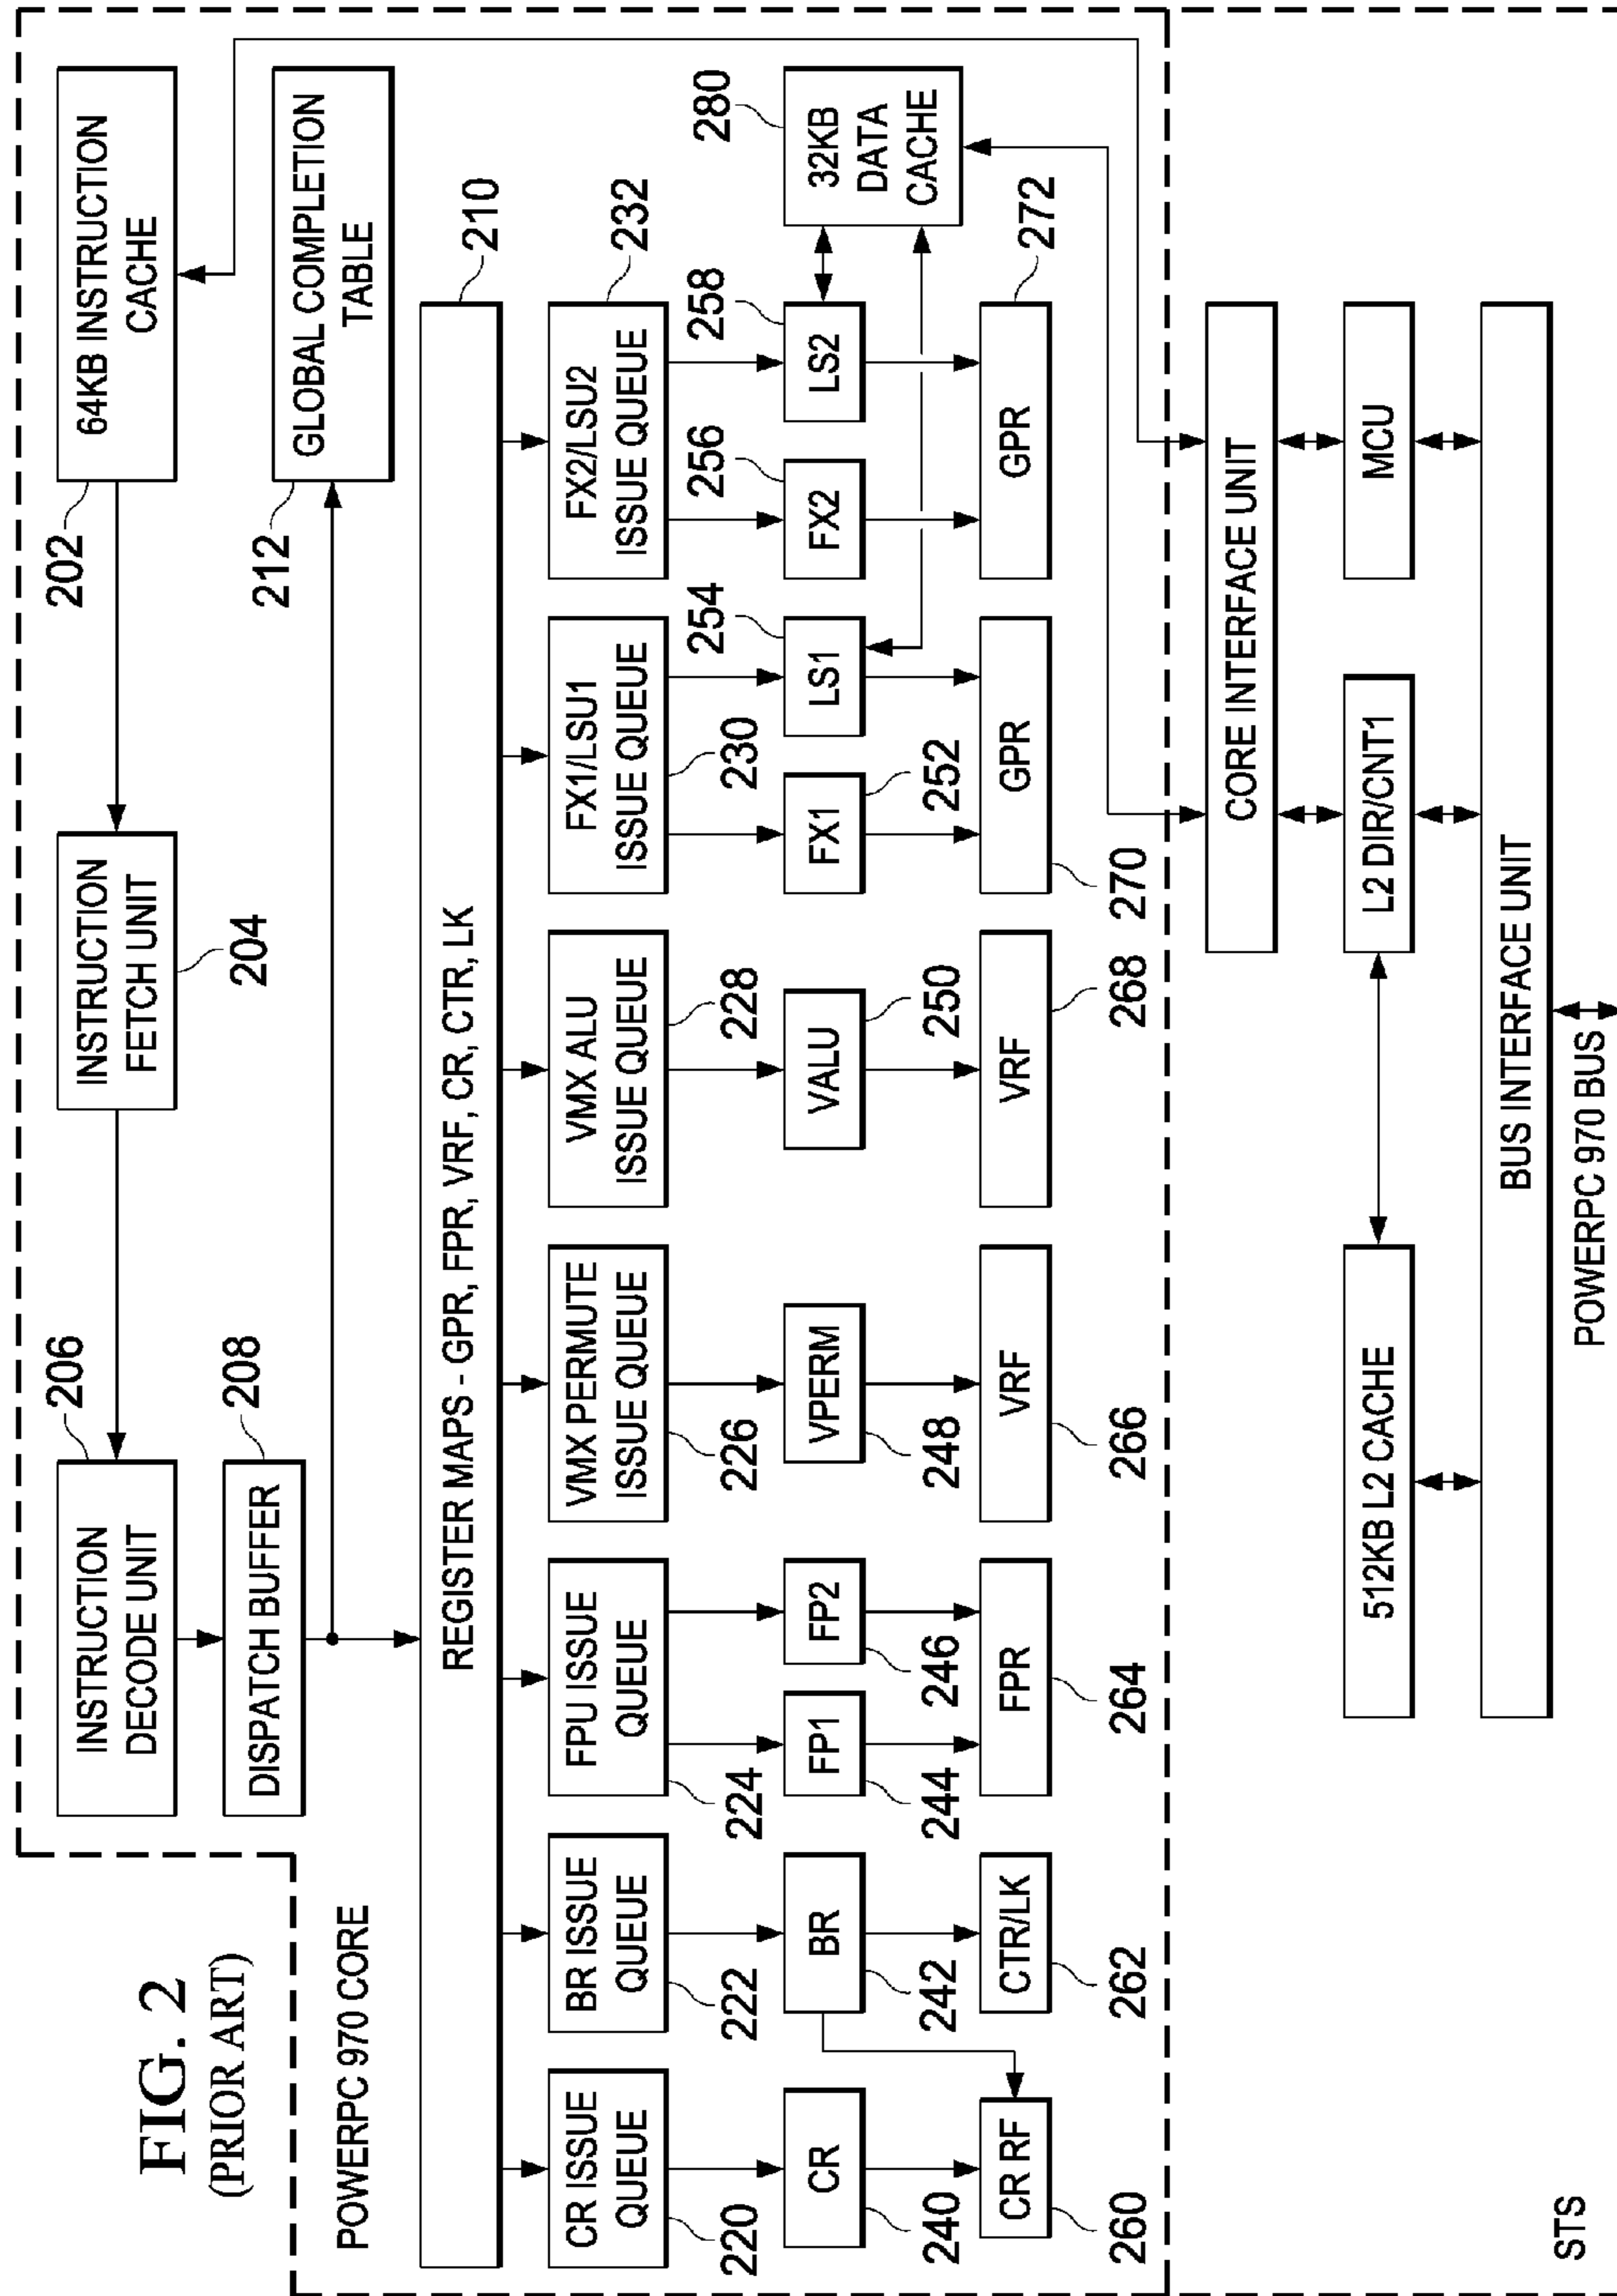 FIG. 2
(PRIOR ART)
206
INSTRUCTION
DECODE UNIT
INSTRUCTION
FETCH UNIT
204
202
64KB INSTRUCTION
CACHE
208
DISPATCH BUFFER
212
GLOBAL COMPLETION
TABLE
POWERPC 970 CORE
REGISTER MAPS - GPR, FPR, VRF, CR, CTR, LK
210
CR ISSUE
QUEUE
220
BR ISSUE
QUEUE
222
FPU ISSUE
QUEUE
224
VMX PERMUTE
ISSUE QUEUE
226
VMX ALU
ISSUE QUEUE
228
FX1/LSU1
ISSUE QUEUE
230
FX2/LSU2
ISSUE QUEUE
232
CR
240
BR
242
FP1
244
FP2
246
VPERM
248
VALU
250
FX1
252
LS1
254
FX2
256
LS2
258
32KB
DATA
CACHE
280
CR RF
260
CTR/LK
262
FPR
264
VRF
266
VRF
268
GPR
270
GPR
272
CORE INTERFACE UNIT
512KB L2 CACHE
L2 DIR/CNT1
MCU
BUS INTERFACE UNIT
STS
POWERPC 970 BUS